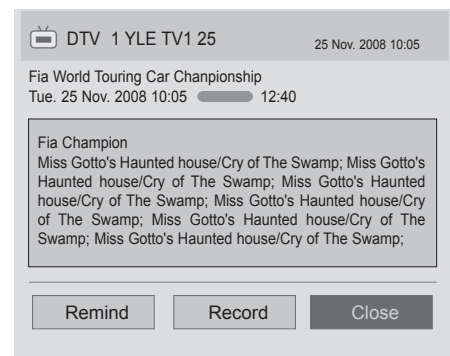 DTV 1 YLE TV1 25 25 Nov. 2008 10:05
Fia World Touring Car Chanpionship
Tue. 25 Nov. 2008 10:05 12:40
Fia Champion
Miss Gotto's Haunted house/Cry of The Swamp; Miss Gotto's
Haunted house/Cry of The Swamp; Miss Gotto's Haunted
house/Cry of The Swamp; Miss Gotto's Haunted house/Cry
of The Swamp; Miss Gotto's Haunted house/Cry of The
Swamp; Miss Gotto's Haunted house/Cry of The Swamp;
Remind Record Close